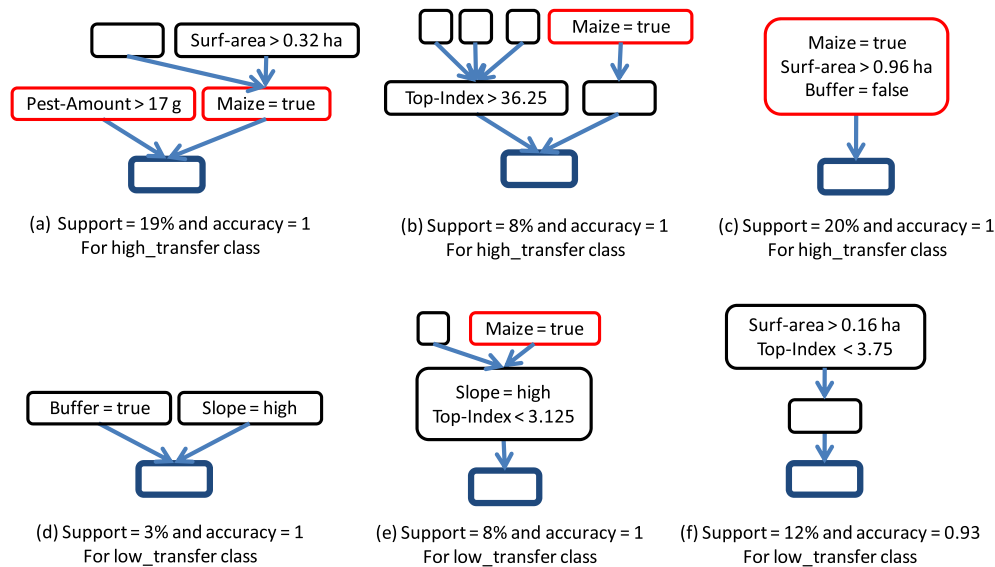 Surf-area > 0.32 ha
Pest-Amount > 17 g
Maize = true
(a) Support = 19% and accuracy = 1
For high_transfer class
Maize = true
Top-Index > 36.25
(b) Support = 8% and accuracy = 1
For high_transfer class
Maize = true
Surf-area > 0.96 ha
Buffer = false
(c) Support = 20% and accuracy = 1
For high_transfer class
Buffer = true
Slope = high
(d) Support = 3% and accuracy = 1
For low_transfer class
Maize = true
Slope = high
Top-Index < 3.125
(e) Support = 8% and accuracy = 1
For low_transfer class
Surf-area > 0.16 ha
Top-Index < 3.75
(f) Support = 12% and accuracy = 0.93
For low_transfer class